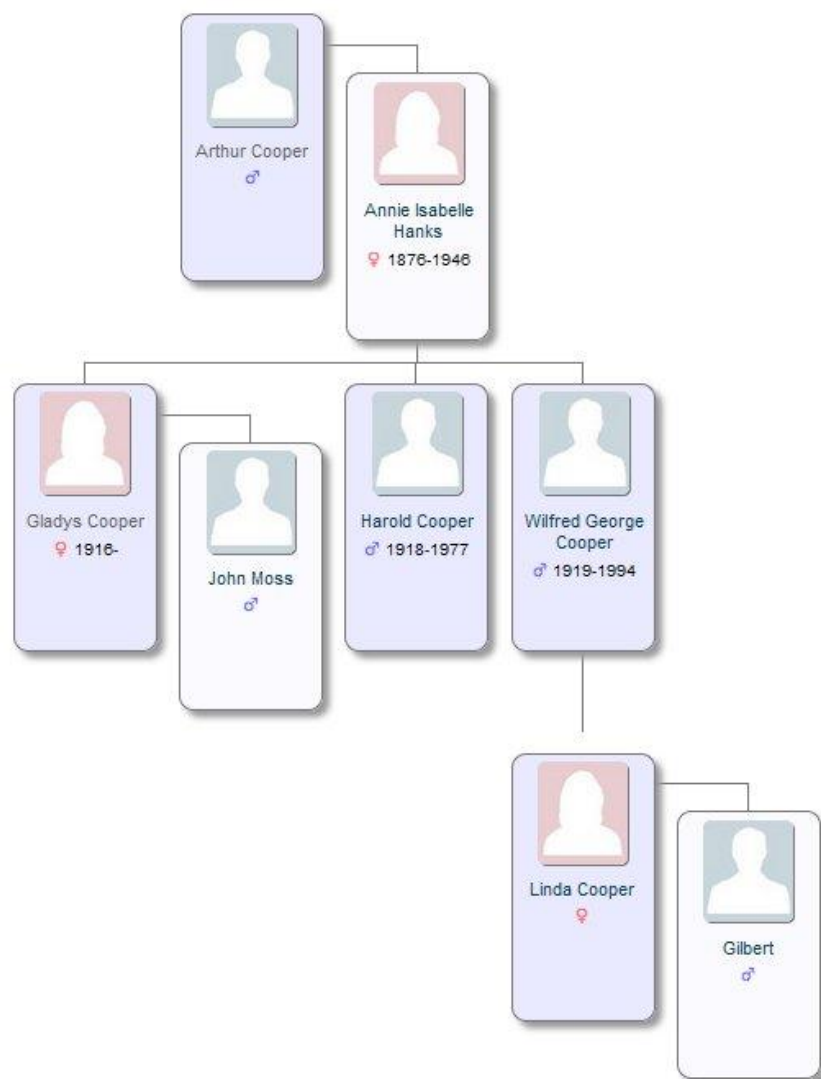 Arthur Cooper
♂
Annie Isabelle
Hanks
♀ 1876-1946
Gladys Cooper
♀ 1916-
John Moss
♂
Harold Cooper
♂ 1918-1977
Wilfred George
Cooper
♂ 1919-1994
Linda Cooper
♀
Gilbert
♂